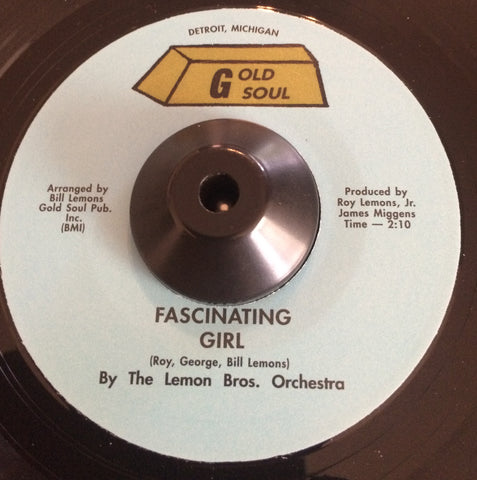 DETROIT, MICHIGAN
GOLD
SOUL
Arranged by
Bill Lemons
Gold Soul Pub.
Inc.
(BMI)
Produced by
Roy Lemons, Jr.
James Miggens
Time — 2:10
FASCINATING
GIRL
(Roy, George, Bill Lemons)
By The Lemon Bros. Orchestra